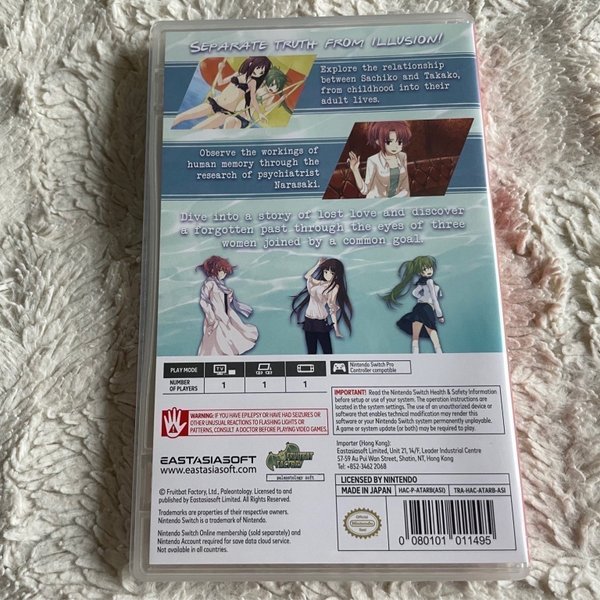 Separate Truth from Illusion!
Explore the relationship
between Sachiko and Takako,
from childhood into their
adult lives.
Observe the workings of
human memory through the
research of psychiatrist
Narasaki.
Dive into a story of lost love and discover
a forgotten past through the eyes of three
women joined by a common goal.
PLAY MODE
TV
Nintendo Switch Pro
Controller compatible
NUMBER
OF PLAYERS
1 1 1
WARNING: IF YOU HAVE EPILEPSY OR HAVE HAD SEIZURES OR
OTHER UNUSUAL REACTIONS TO FLASHING LIGHTS OR
PATTERNS, CONSULT A DOCTOR BEFORE PLAYING VIDEO GAMES.
IMPORTANT! Read the Nintendo Switch Health & Safety Information
before setup or use of your system. The operation instructions are
located in the system settings. The use of an unauthorized device or
software that enables technical modification may render this
software or your Nintendo Switch system permanently unplayable.
A game or system update (or both) may be required to play.
EASTASIASOFT
www.eastasiasoft.com
Fruitbat Factory
paleontology soft
Importer (Hong Kong):
Eastasiasoft Limited, Unit 21, 14/F, Leader Industrial Centre
57-59 Au Pui Wan Street, Shatin, NT, Hong Kong
Tel: +852-3462 2068
© Fruitbat Factory, Ltd., Paleontology. Licensed to and
published by Eastasiasoft Limited. All Rights Reserved.
Trademarks are properties of their respective owners.
Nintendo Switch is a trademark of Nintendo.
Nintendo Switch Online membership (sold separately) and
Nintendo Account required for save data cloud service.
Not available in all countries.
LICENSED BY NINTENDO
MADE IN JAPAN HAC-P-ATARB(ASI) TRA-HAC-ATARB-ASI
Official
Nintendo
Seal
0 080101 011495